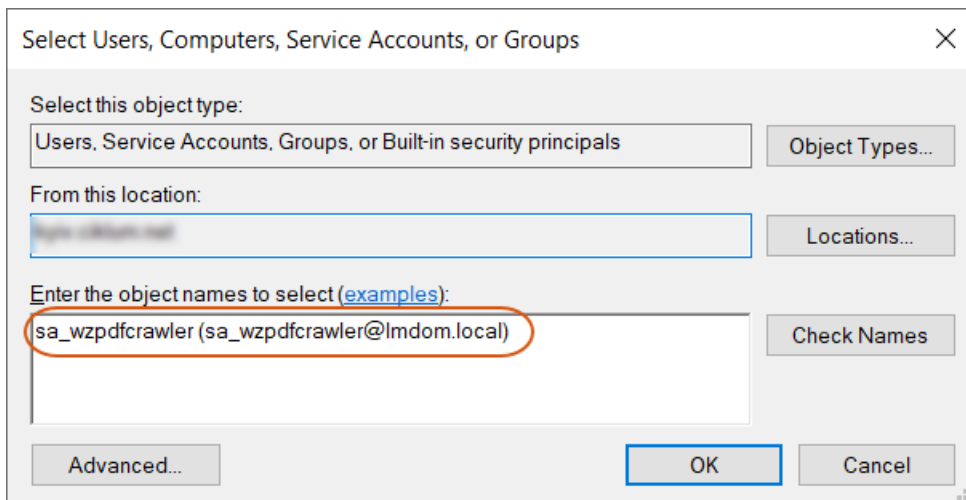 Select Users, Computers, Service Accounts, or Groups
Select this object type:
Users, Service Accounts, Groups, or Built-in security principals
Object Types...
From this location:
Locations...
Enter the object names to select (examples):
sa_wzpdfcrawler (sa_wzpdfcrawler@lmdom.local)
Check Names
Advanced...
OK
Cancel